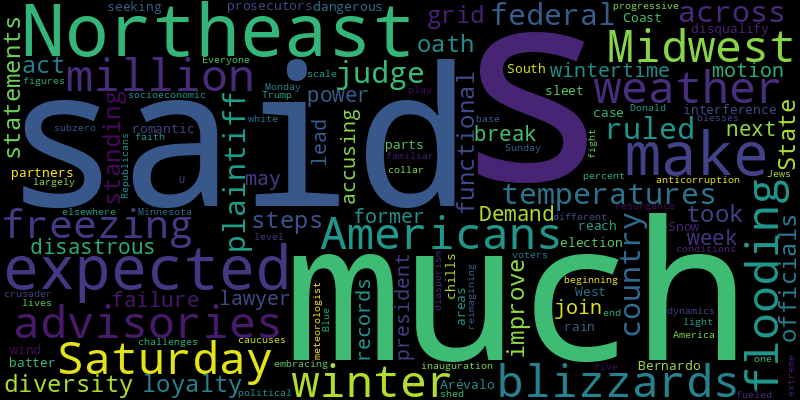 seeking prosecutors dangerous progressive
Northeast grid federal Coast across
disqualify
statements act million Everyone oath Midwest
figures judge South wintertime motion
said S weather
scale Monday Trump play power sleet Donald interference
socioeconomic
subzero romantic white base case blesses
faith lead parts break ruled next State
standing plaintiff accusing familiar functional Sunday fight make
Republicans
partners collar percent Jews
largely u may anticorruption
elsewhere Minnesota steps former Demand temperatures
freezing different resurgence took
disastrous level Americans reach Snow week
election country conditions
expected much voters officials
crusader failure lawyer records president diasporism chills areas improve beginning West join dynamics flooding
lives meteorologist Blue reimagining rain end light
advisories America
wind challenges caucuses
batter Saturday embracing inauguration five one Bernardo
diversity loyalty political winter shed Arévalo blizzards fueled extreme